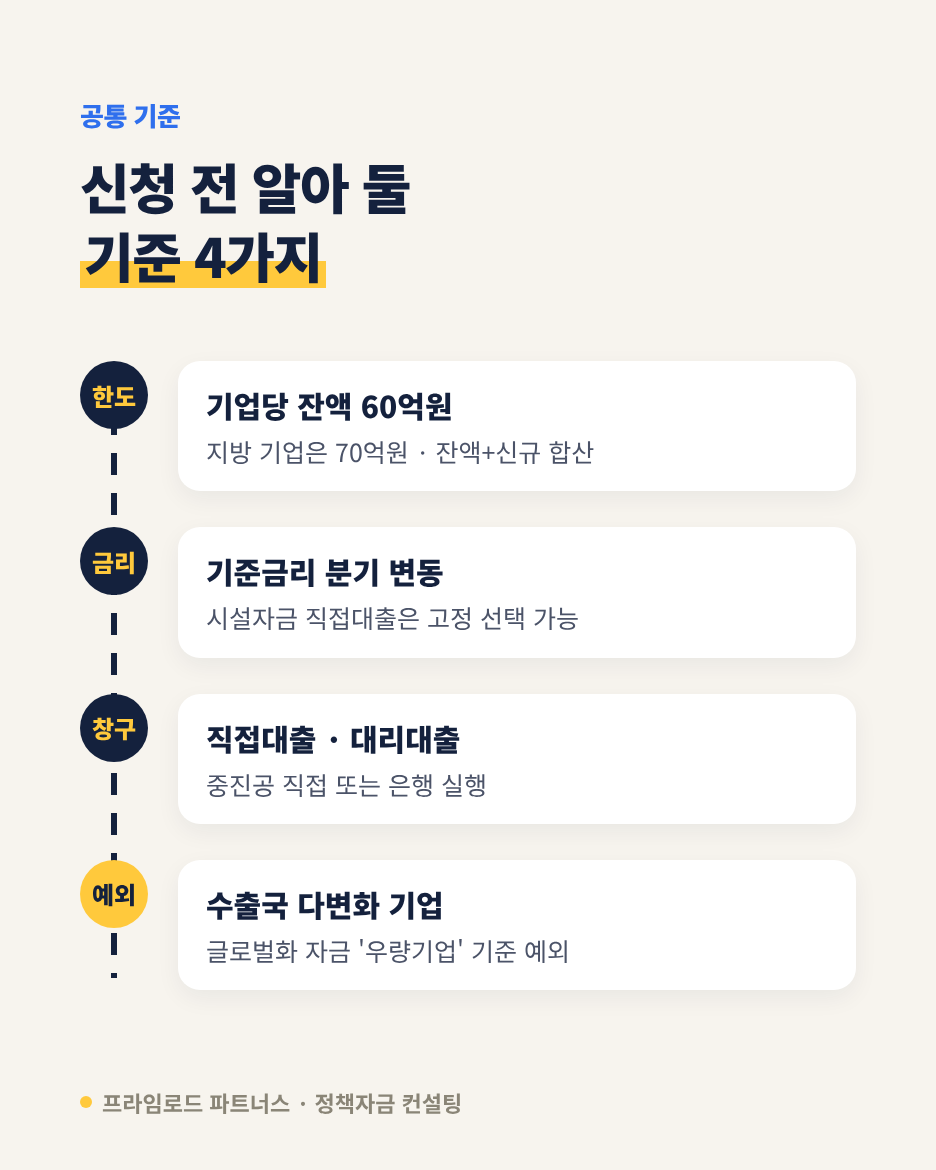 공통 기준
신청 전 알아 둘
기준 4가지
한도
기업당 잔액 60억원
지방 기업은 70억원 · 잔액+신규 합산
금리
기준금리 분기 변동
시설자금 직접대출은 고정 선택 가능
창구
직접대출 · 대리대출
중진공 직접 또는 은행 실행
예외
수출국 다변화 기업
글로벌화 자금 '우량기업' 기준 예외
프라임로드 파트너스 · 정책자금 컨설팅